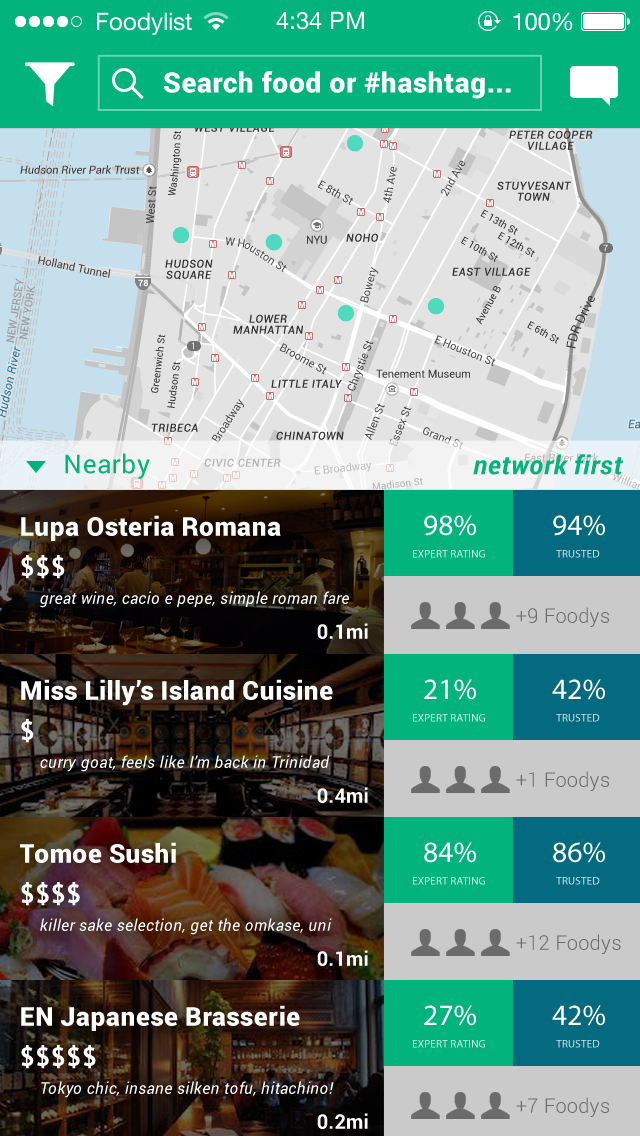 Foodylist 4:34 PM 100%
Search food or #hashtag...
WEST VILLAGE
PETER COOPER
VILLAGE
Hudson River Park Trust
Washington St
West St
4th Ave
2nd Ave
STUYVESANT
TOWN
E 8th St
E 13th St
E 12th St
E 10th St
NYU
NOHO
W Houston St
7
Holland Tunnel
HUDSON
SQUARE
78
EAST VILLAGE
Bowery
Avenue B
NEW JERSEY
NEW YORK
LOWER
MANHATTAN
FDR Drive
E 6th St
1
E Houston St
Hudson River
Greenwich St
Hudson St
Broome St
Chrystie St
Tenement Museum
LITTLE ITALY
Broadway
Allen St
Essex St
TRIBECA
CHINATOWN
Grand St
East River Park
Nearby
network first
CIVIC CENTER
E Broadway
Madison St
Lupa Osteria Romana
$$$
great wine, cacio e pepe, simple roman fare
0.1mi
98% 94%
EXPERT RATING TRUSTED
+9 Foodys
Miss Lilly’s Island Cuisine
$
curry goat, feels like I’m back in Trinidad
0.4mi
21% 42%
EXPERT RATING TRUSTED
+1 Foodys
Tomoe Sushi
$$$$
killer sake selection, get the omkase, uni
0.1mi
84% 86%
EXPERT RATING TRUSTED
+12 Foodys
EN Japanese Brasserie
$$$$$
Tokyo chic, insane silken tofu, hitachino!
0.2mi
27% 42%
EXPERT RATING TRUSTED
+7 Foodys